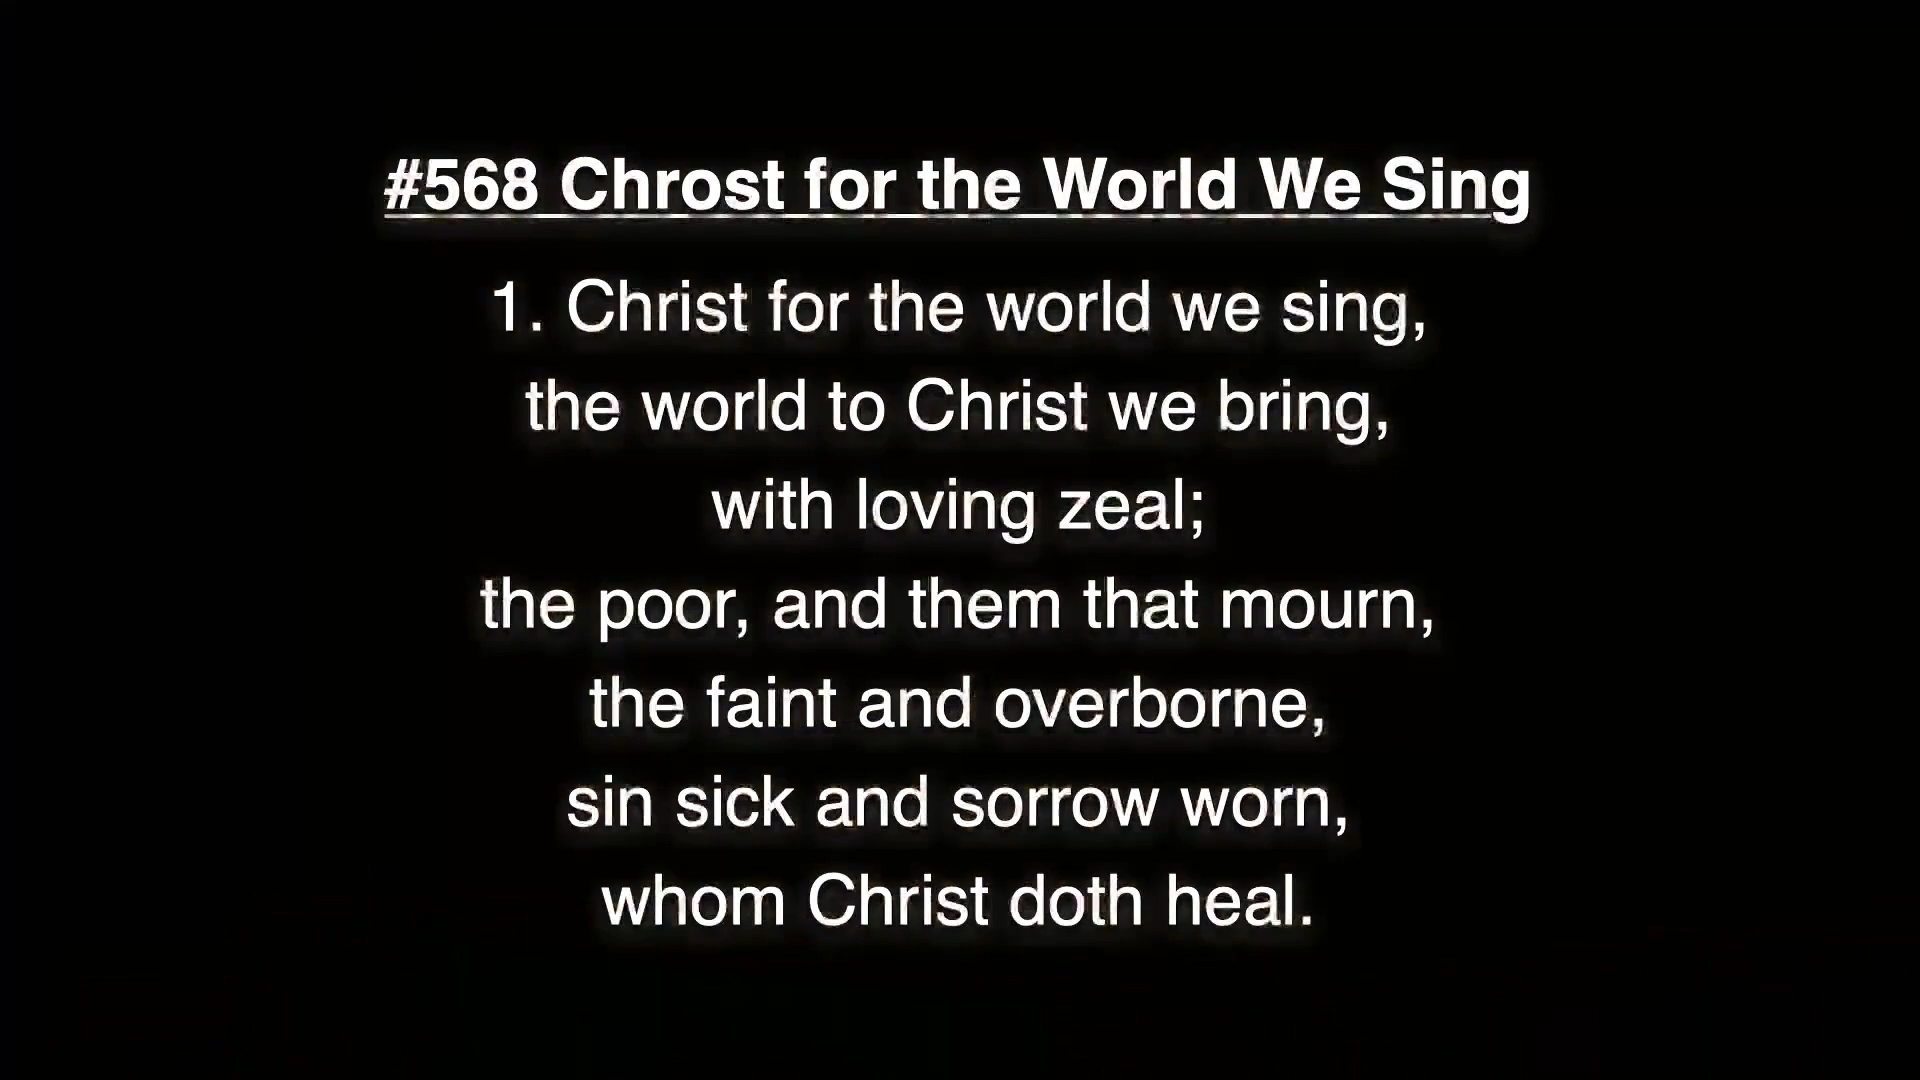 #568 Chrost for the World We Sing
1. Christ for the world we sing,
the world to Christ we bring,
with loving zeal;
the poor, and them that mourn,
the faint and overborne,
sin sick and sorrow worn,
whom Christ doth heal.